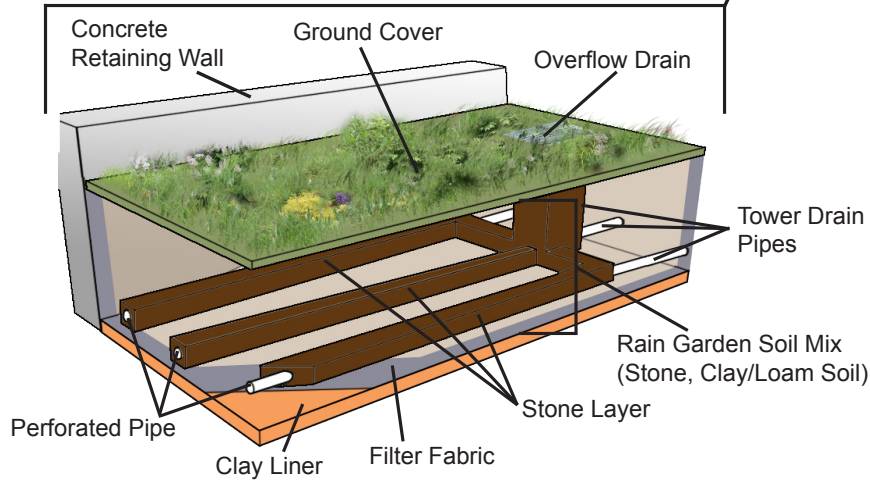 Concrete
Retaining Wall
Ground Cover
Overflow Drain
Tower Drain
Pipes
Rain Garden Soil Mix
(Stone, Clay/Loam Soil)
Stone Layer
Perforated Pipe
Filter Fabric
Clay Liner